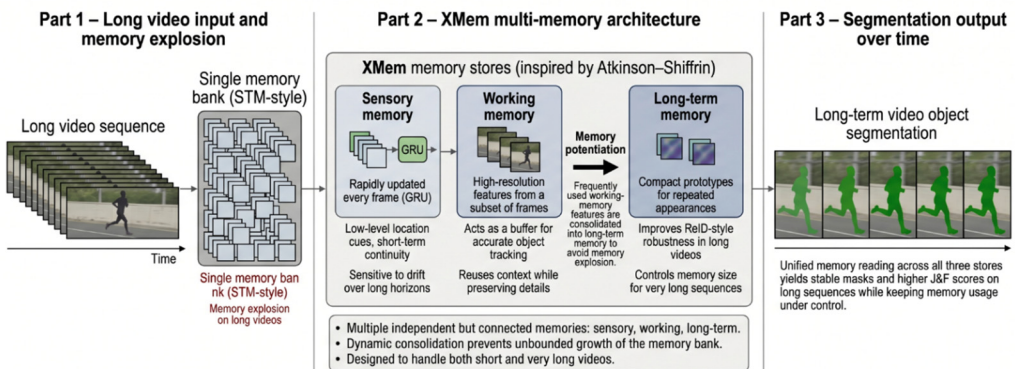 Part 1 – Long video input and
memory explosion
Long video sequence
Time
Single memory
bank (STM-style)
Single memory ban
nk (STM-style)
Memory explosion
on long videos
Part 2 – XMem multi-memory architecture
XMem memory stores (inspired by Atkinson–Shiffrin)
Sensory
memory
GRU
Rapidly updated
every frame (GRU)
Low-level location
cues, short-term
continuity
Sensitive to drift
over long horizons
Working
memory
High-resolution
features from a
subset of frames
Acts as a buffer for
accurate object
tracking
Reuses context while
preserving details
Memory
potentiation
Frequently
used working-
memory
features are
consolidated
into long-term
memory to
avoid memory
explosion.
Long-term
memory
Compact prototypes
for repeated
appearances
Improves ReID-style
robustness in long
videos
Controls memory size
for very long sequences
• Multiple independent but connected memories: sensory, working, long-term.
• Dynamic consolidation prevents unbounded growth of the memory bank.
• Designed to handle both short and very long videos.
Part 3 – Segmentation output
over time
Long-term video object
segmentation
Unified memory reading across all three stores
yields stable masks and higher J&F scores on
long sequences while keeping memory usage
under control.